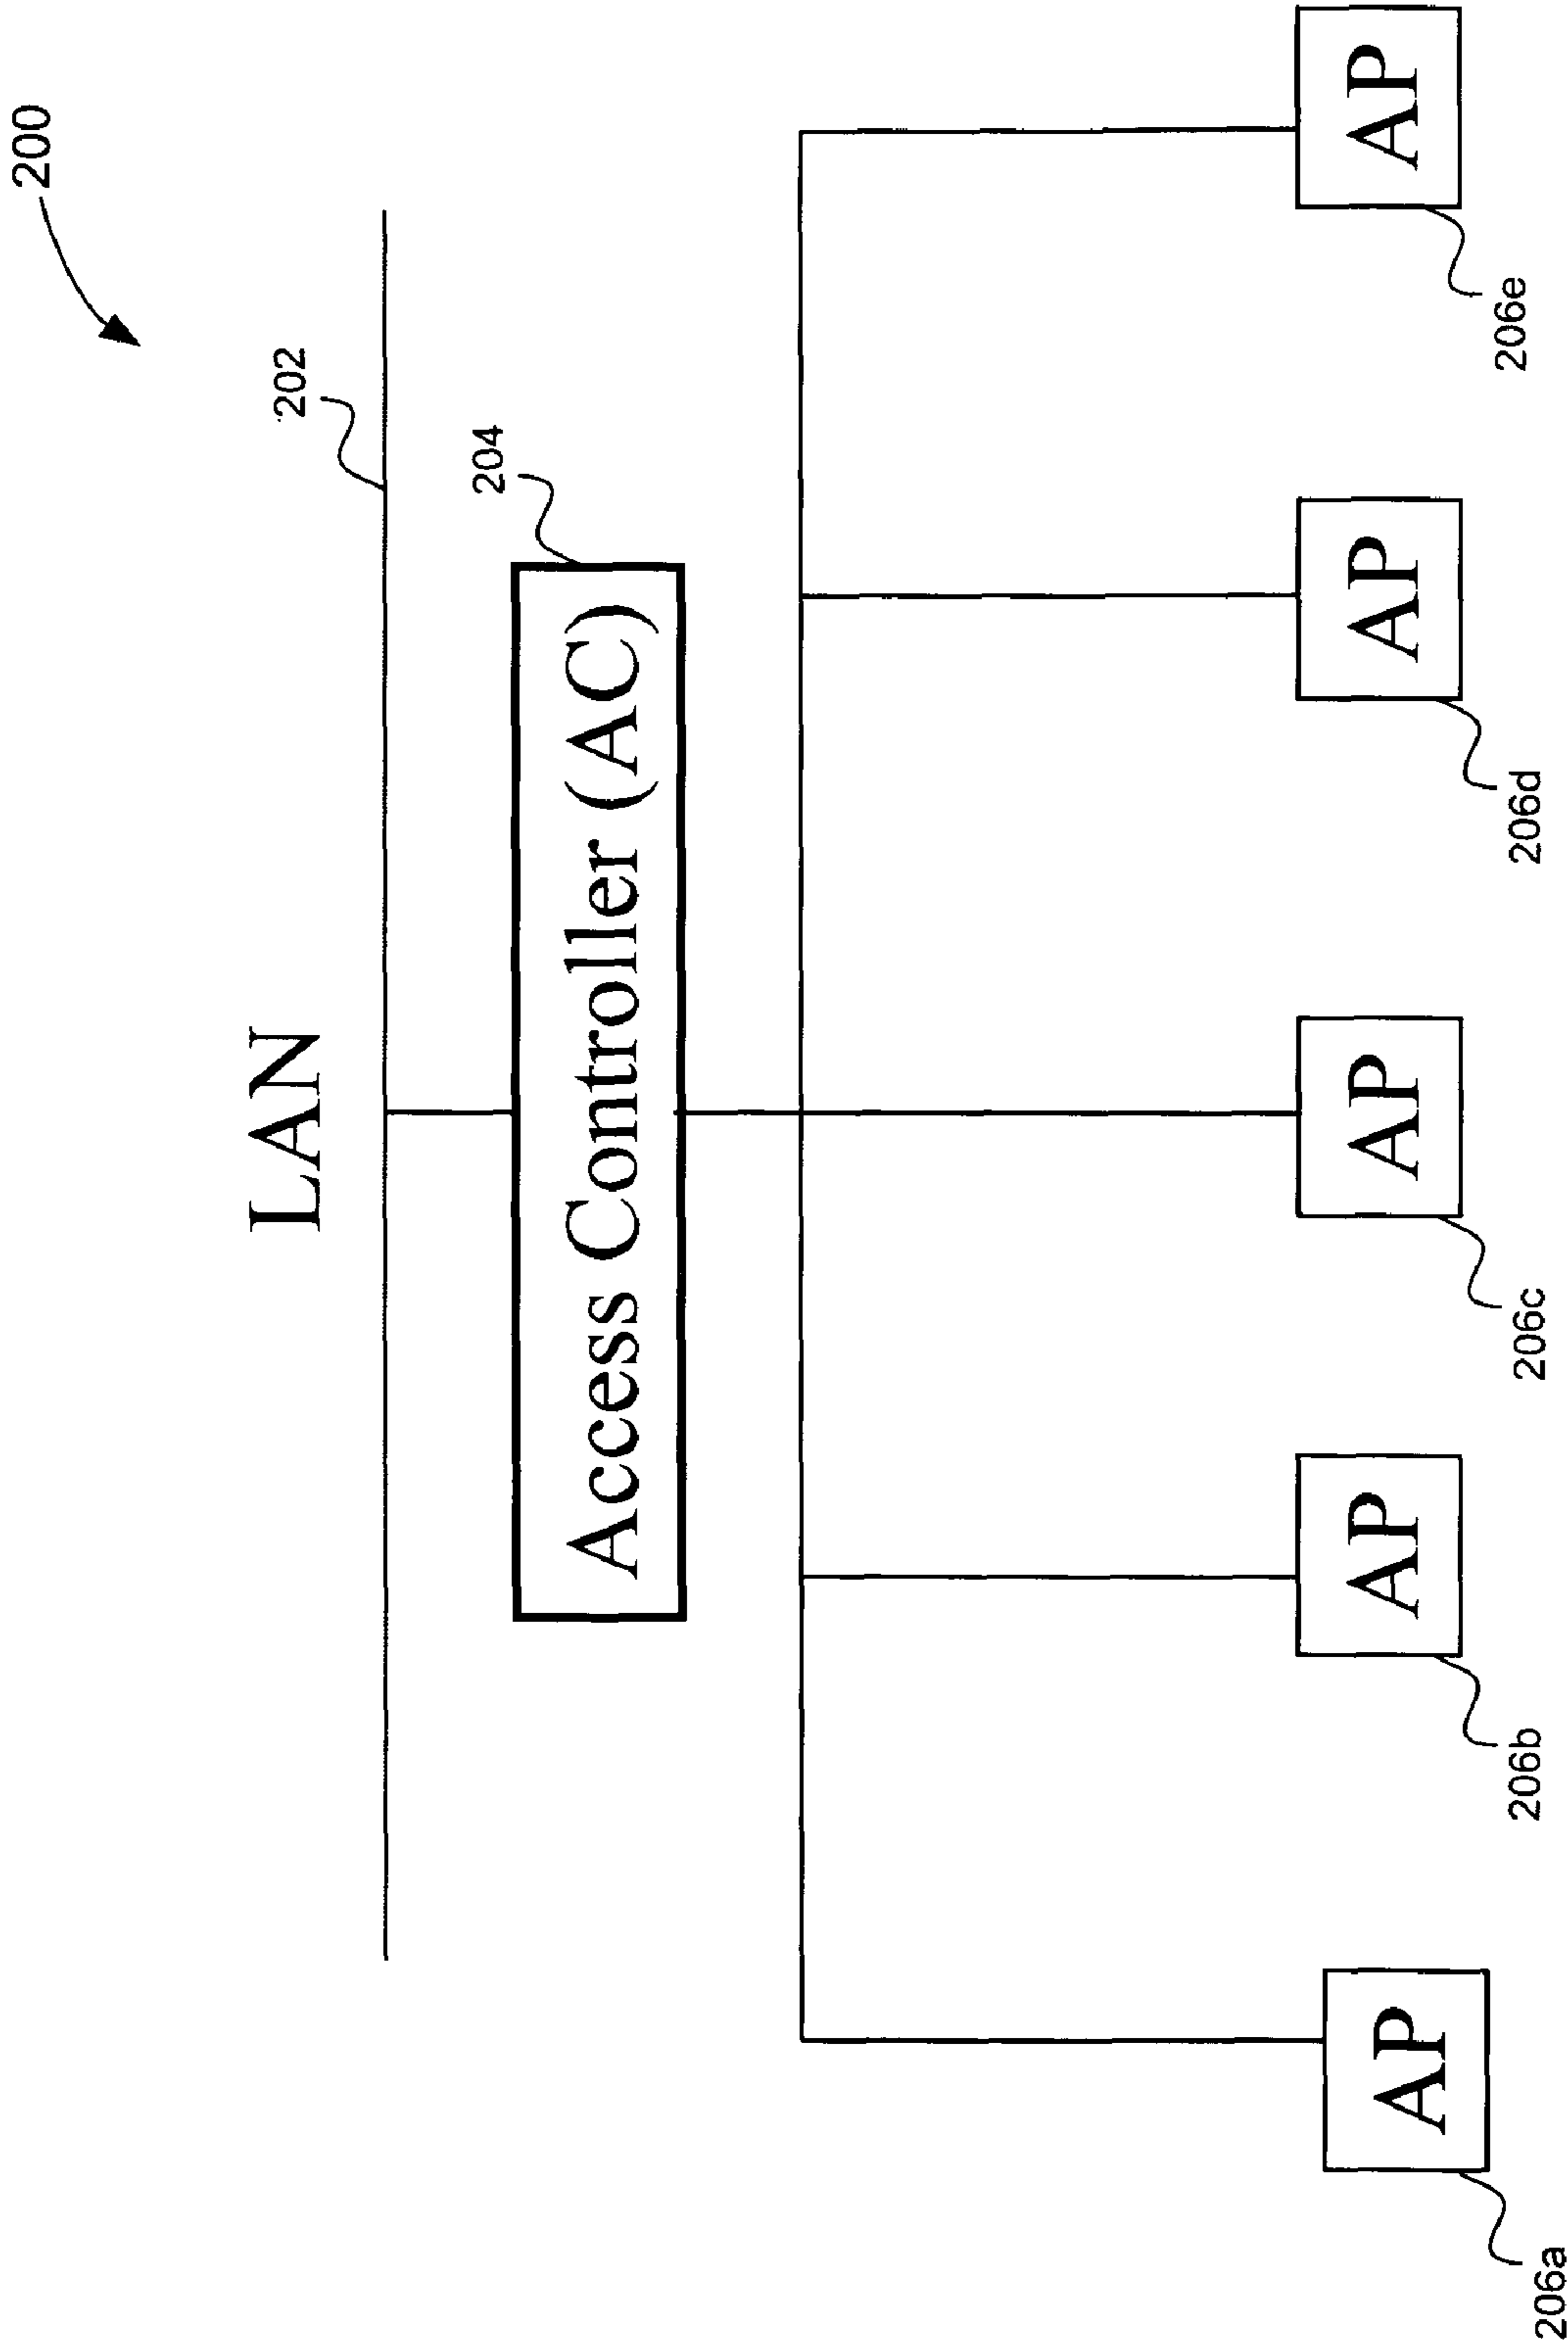 200
LAN
202
204
Access Controller (AC)
AP
AP
AP
AP
AP
206a
206b
206c
206d
206e